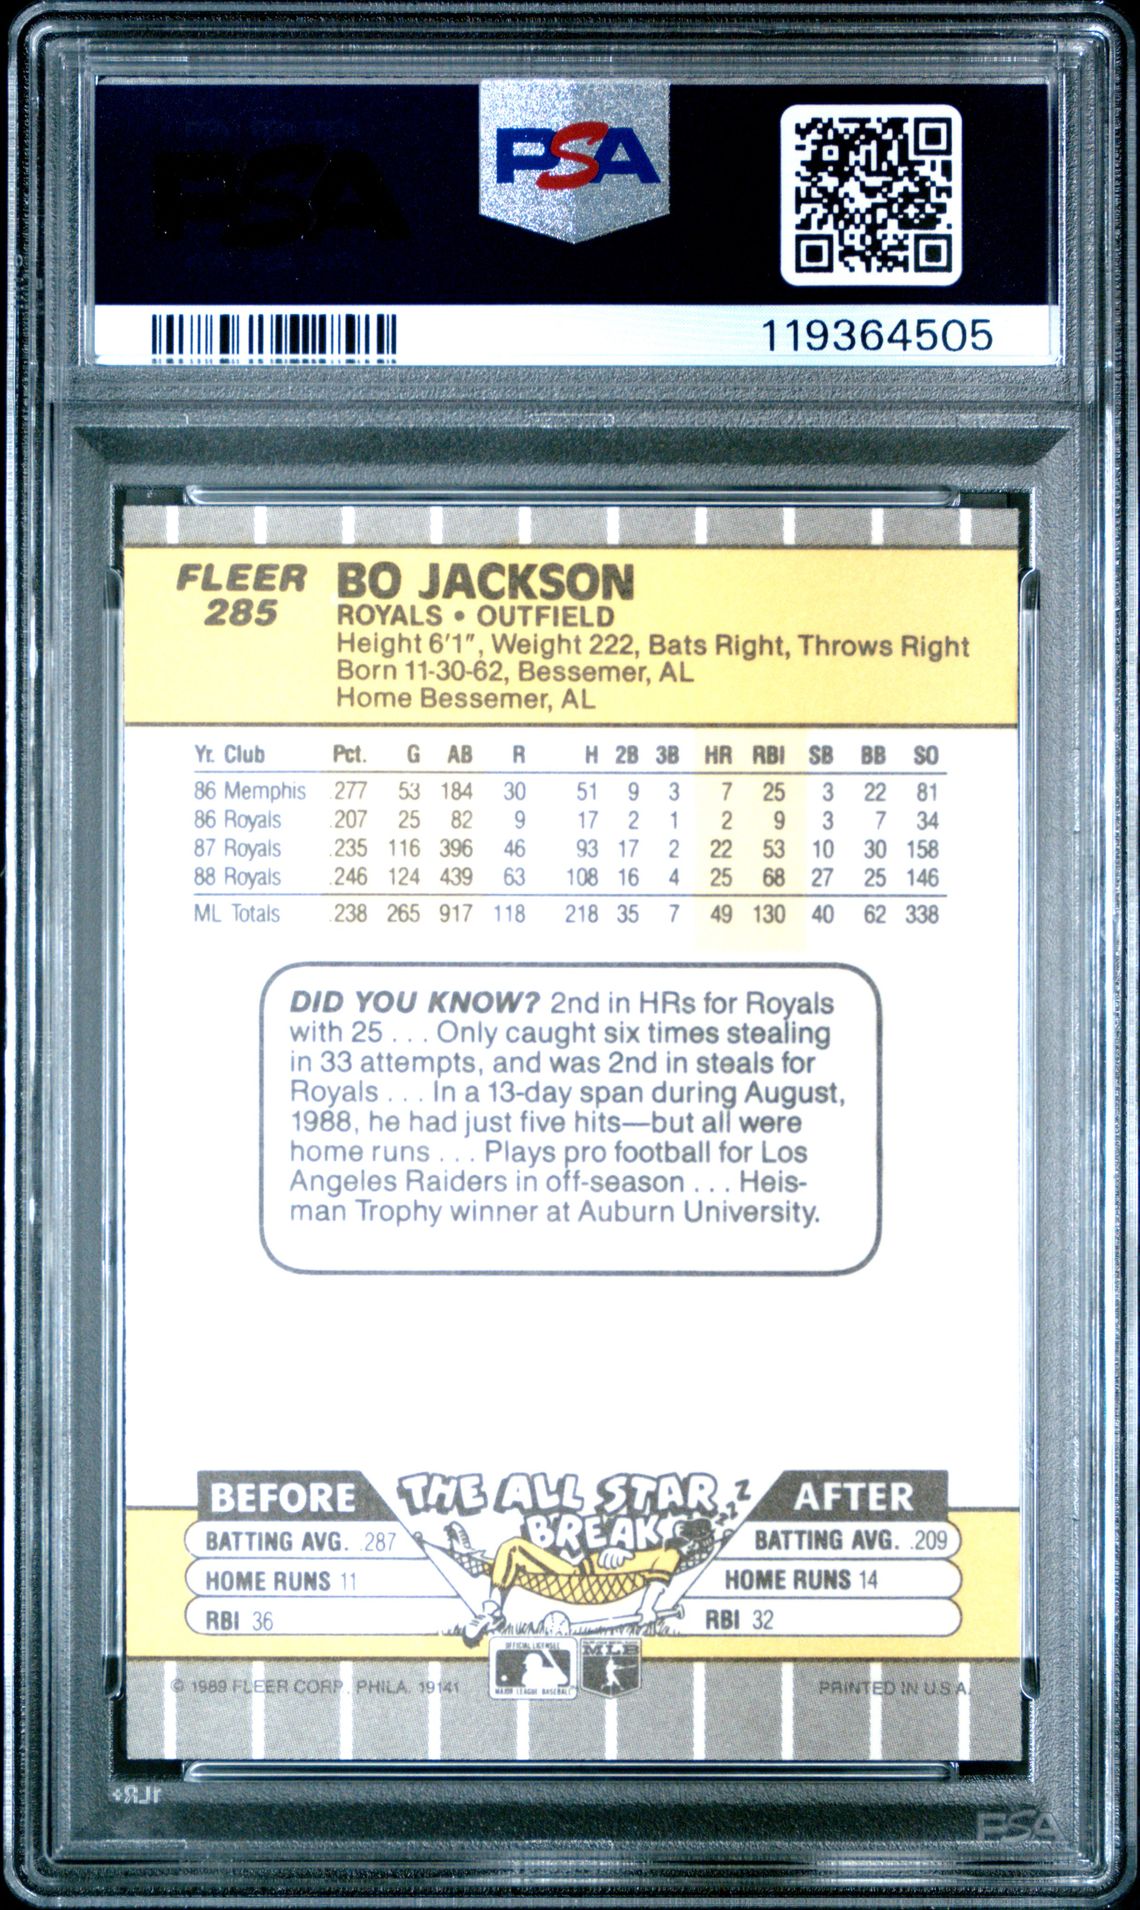 PSA
PSA
119364505
FLEER
285
BO JACKSON
ROYALS • OUTFIELD
Height 6'1", Weight 222, Bats Right, Throws Right
Born 11-30-62, Bessemer, AL
Home Bessemer, AL
Yr. Club Pct. G AB R H 2B 3B HR RBI SB BB SO
86 Memphis .277 53 184 30 51 9 3 7 25 3 22 81
86 Royals .207 25 82 9 17 2 1 2 9 3 7 34
87 Royals .235 116 396 46 93 17 2 22 53 10 30 158
88 Royals .246 124 439 63 108 16 4 25 68 27 25 146
ML Totals .238 265 917 118 218 35 7 49 130 40 62 338
DID YOU KNOW? 2nd in HRs for Royals
with 25 . . . Only caught six times stealing
in 33 attempts, and was 2nd in steals for
Royals . . . In a 13-day span during August,
1988, he had just five hits—but all were
home runs . . . Plays pro football for Los
Angeles Raiders in off-season . . . Heis-
man Trophy winner at Auburn University.
THE ALL STAR
BREAK
ZZZZ
BEFORE
BATTING AVG. .287
HOME RUNS 11
RBI 36
AFTER
BATTING AVG. .209
HOME RUNS 14
RBI 32
OFFICIAL LICENSEE
MAJOR LEAGUE BASEBALL
MLB
© 1989 FLEER CORP. PHILA. 19141
PRINTED IN U.S.A.
PSA